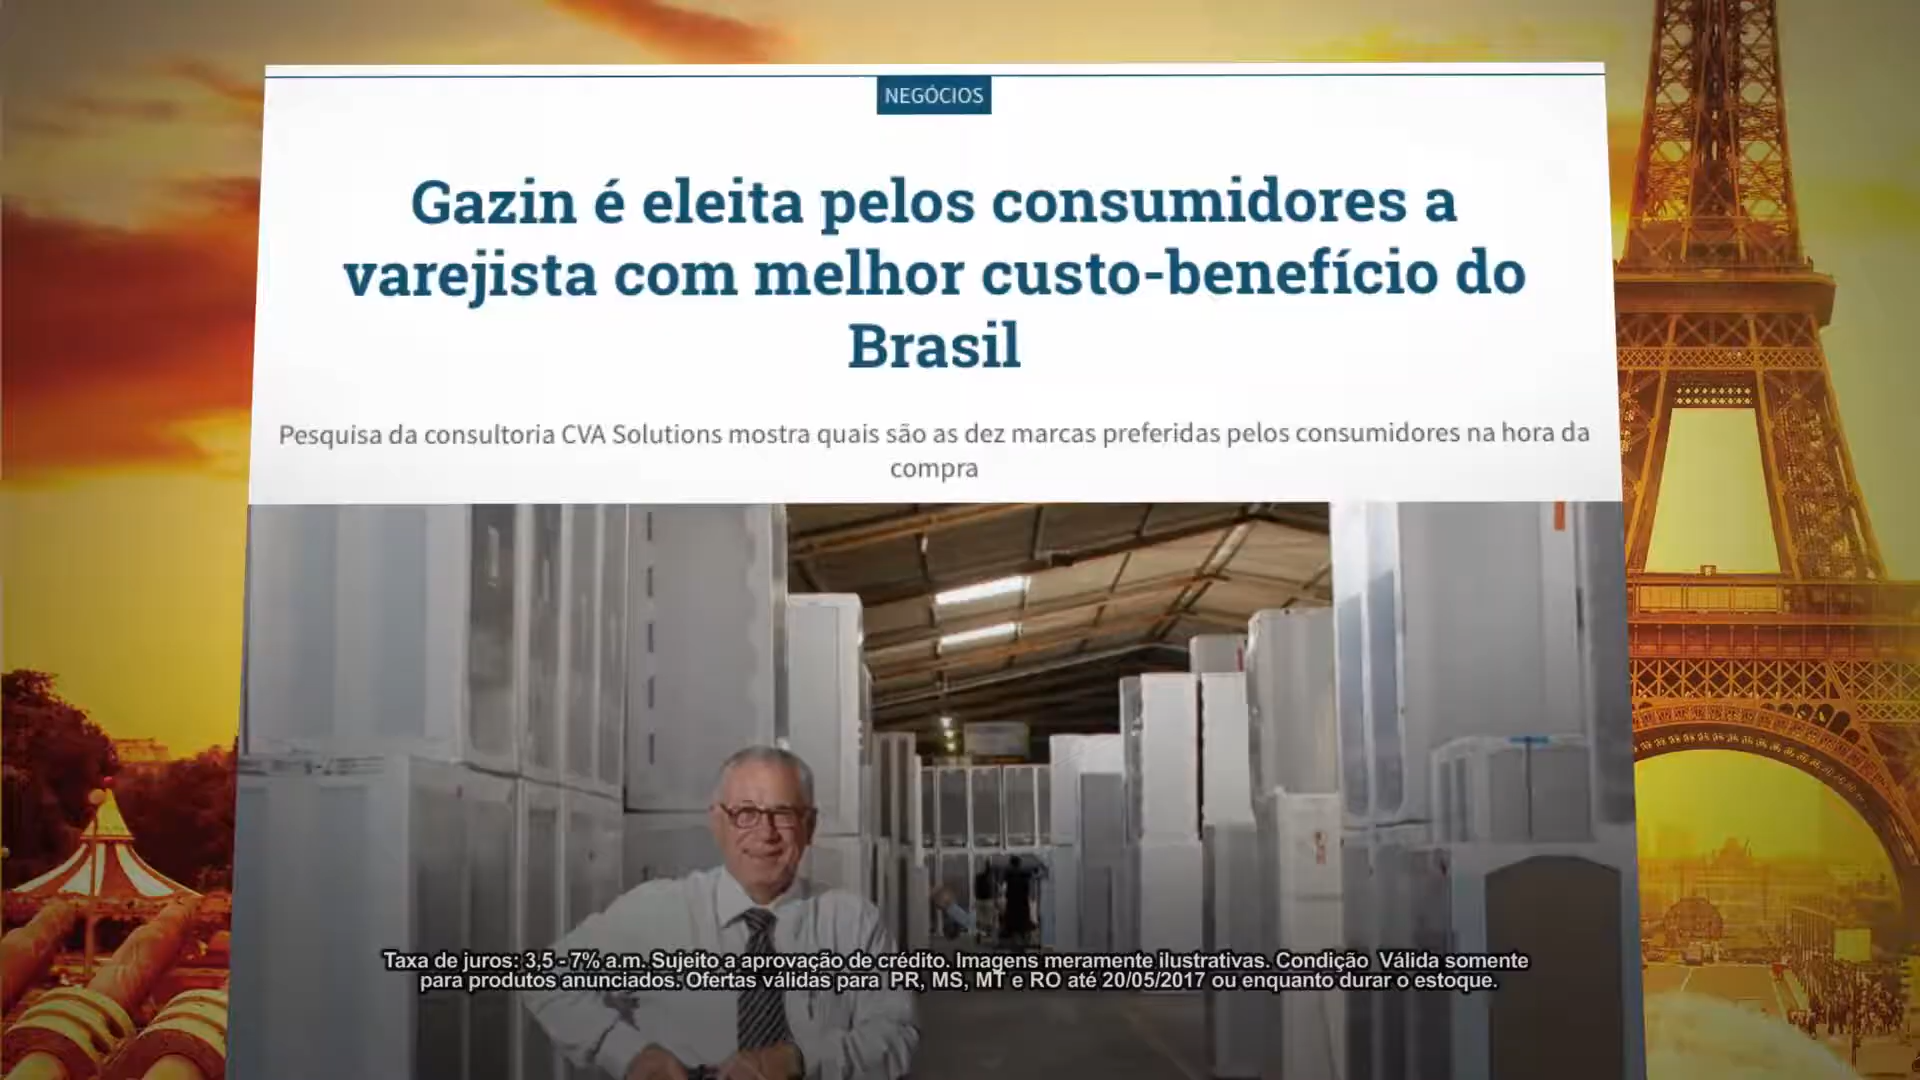 NEGÓCIOS
Gazin é eleita pelos consumidores a
varejista com melhor custo-benefício do
Brasil
Pesquisa da consultoria CVA Solutions mostra quais são as dez marcas preferidas pelos consumidores na hora da
compra
Taxa de juros: 3,5 - 7% a.m. Sujeito a aprovação de crédito. Imagens meramente ilustrativas. Condição Válida somente
para produtos anunciados. Ofertas válidas para PR, MS, MT e RO até 20/05/2017 ou enquanto durar o estoque.